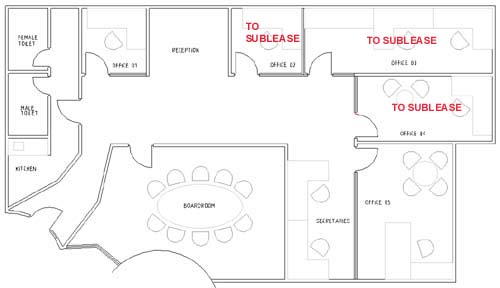 FEMALE
TOILET
OFFICE 01
RECEPTION
TO
SUBLEASE
OFFICE 02
TO SUBLEASE
OFFICE 03
MALE
TOILET
TO SUBLEASE
OFFICE 04
KITCHEN
BOARDROOM
SECRETARIES
OFFICE 05